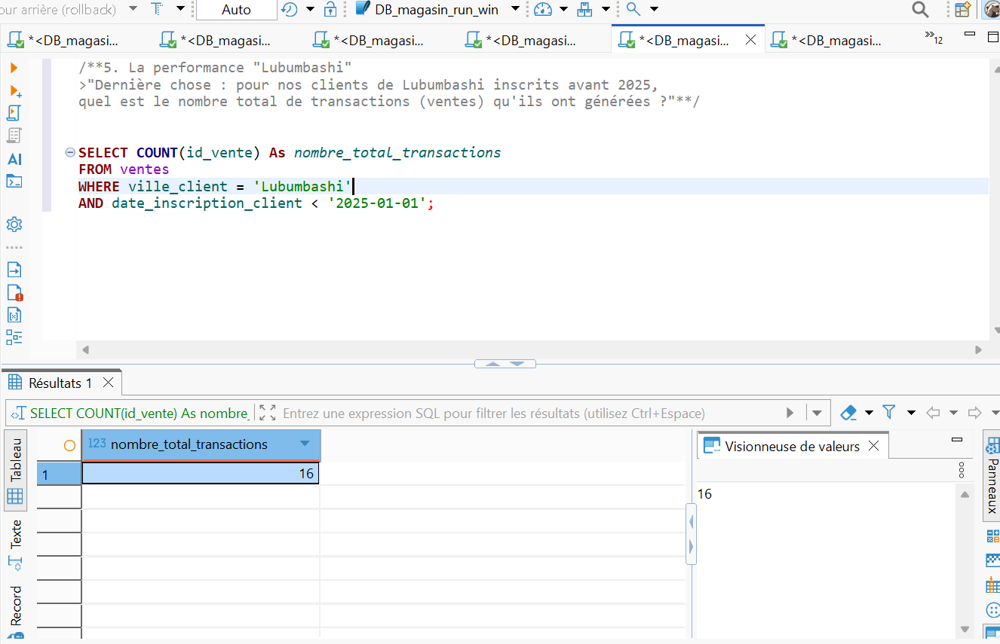 our arrière (rollback)
Auto
DB_magasin_run_win
*<DB_magasi...
*<DB_magasi...
*<DB_magasi...
*<DB_magasi...
*<DB_magasi...
*<DB_magasi...
»12
/**5. La performance "Lubumbashi"
>"Dernière chose : pour nos clients de Lubumbashi inscrits avant 2025,
quel est le nombre total de transactions (ventes) qu'ils ont générées ?"**/
SELECT COUNT(id_vente) As nombre_total_transactions
FROM ventes
WHERE ville_client = 'Lubumbashi'
AND date_inscription_client < '2025-01-01';
AI
Résultats 1
SELECT COUNT(id_vente) As nombre_
Entrez une expression SQL pour filtrer les résultats (utilisez Ctrl+Espace)
Tableau
Texte
Record
123 nombre_total_transactions
1
16
Visionneuse de valeurs
16
Panneaux